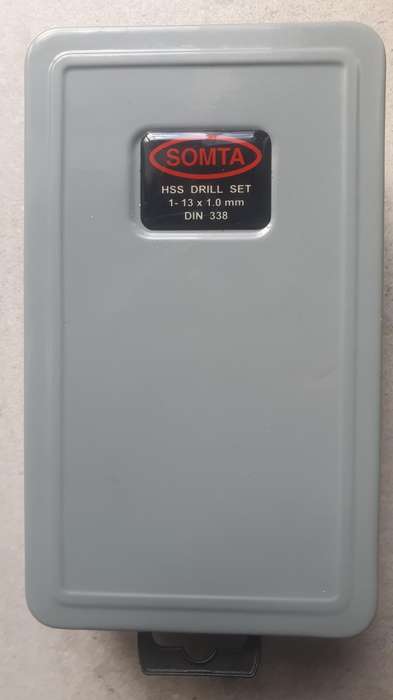 SOMTA
HSS DRILL SET
1- 13 x 1.0 mm
DIN 338